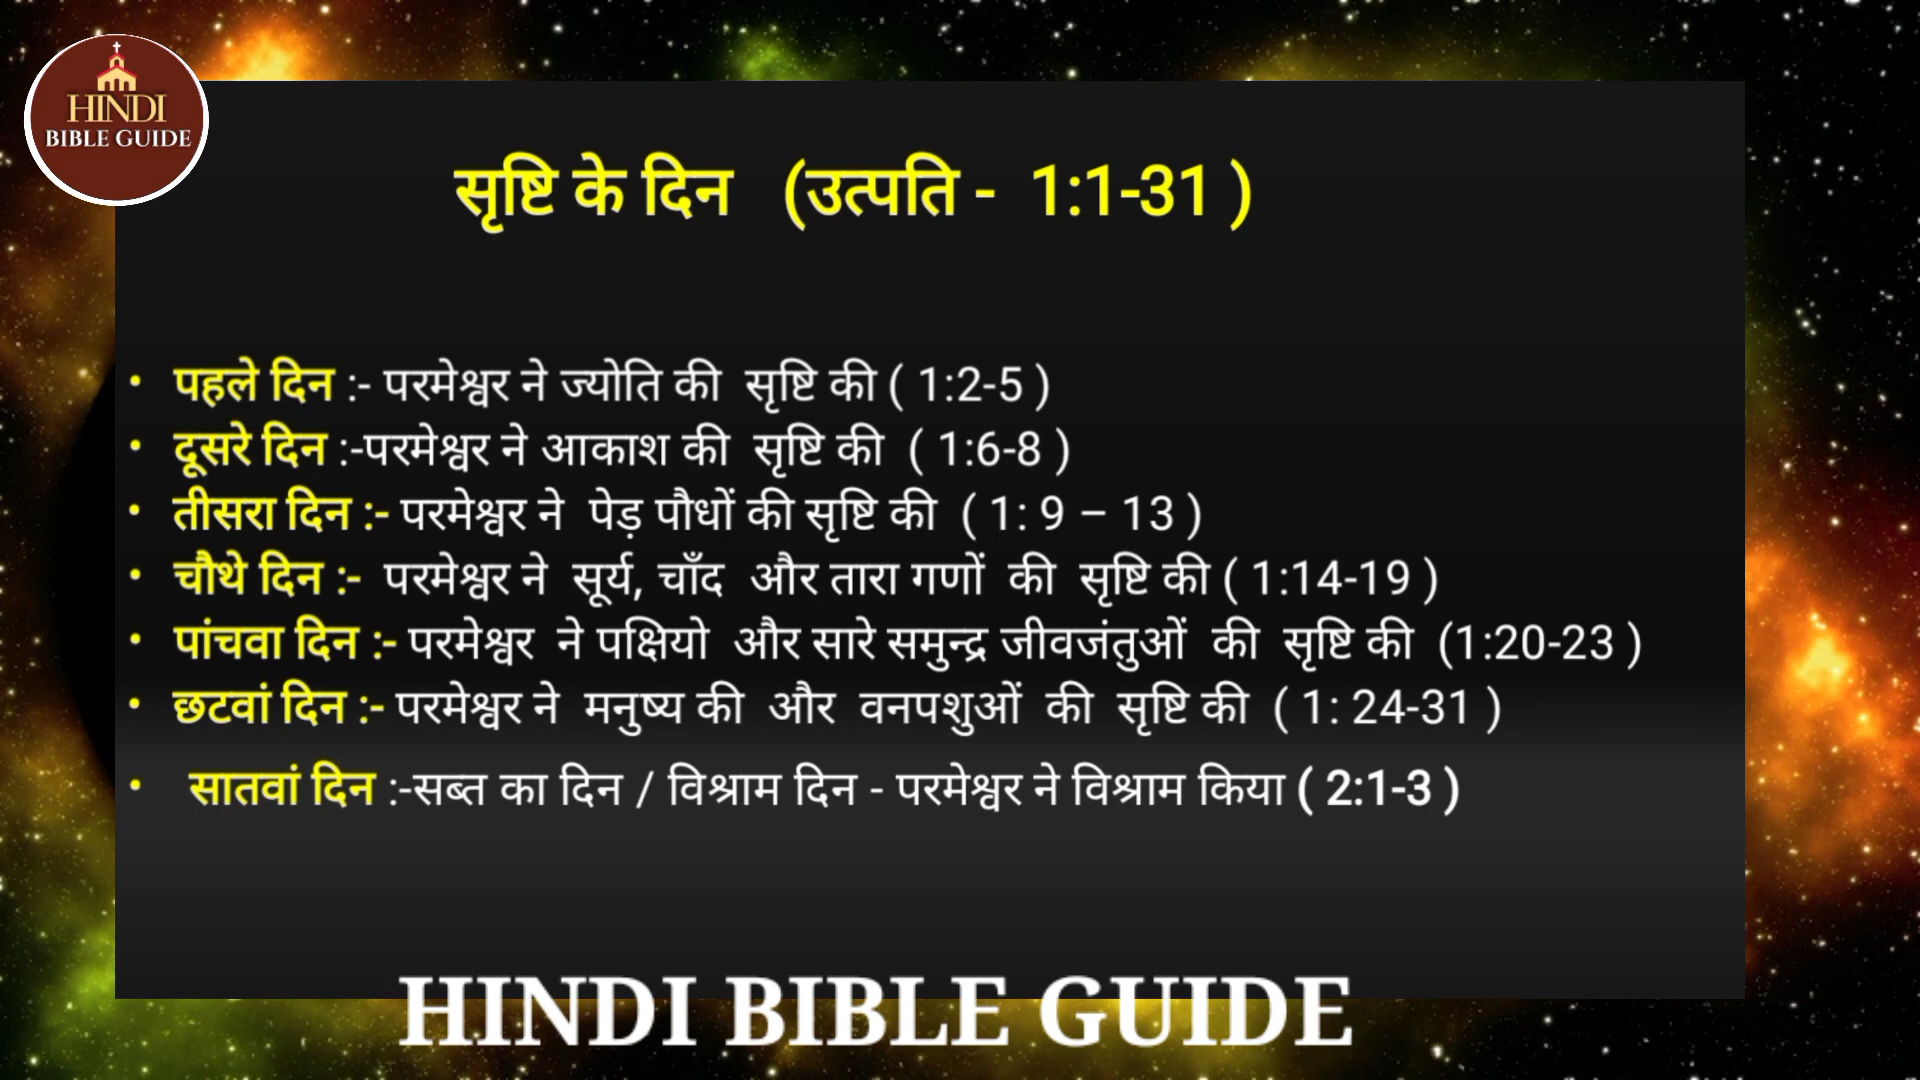 HINDI
BIBLE GUIDE
सृष्टि के दिन (उत्पति - 1:1-31 )
• पहले दिन :- परमेश्वर ने ज्योति की सृष्टि की ( 1:2-5 )
• दूसरे दिन :-परमेश्वर ने आकाश की सृष्टि की ( 1:6-8 )
• तीसरा दिन :- परमेश्वर ने पेड़ पौधों की सृष्टि की ( 1: 9 – 13 )
• चौथे दिन :- परमेश्वर ने सूर्य, चाँद और तारा गणों की सृष्टि की ( 1:14-19 )
• पांचवा दिन :- परमेश्वर ने पक्षियो और सारे समुन्द्र जीवजंतुओं की सृष्टि की (1:20-23 )
• छटवां दिन :- परमेश्वर ने मनुष्य की और वनपशुओं की सृष्टि की ( 1: 24-31 )
• सातवां दिन :-सब्त का दिन / विश्राम दिन - परमेश्वर ने विश्राम किया ( 2:1-3 )
HINDI BIBLE GUIDE